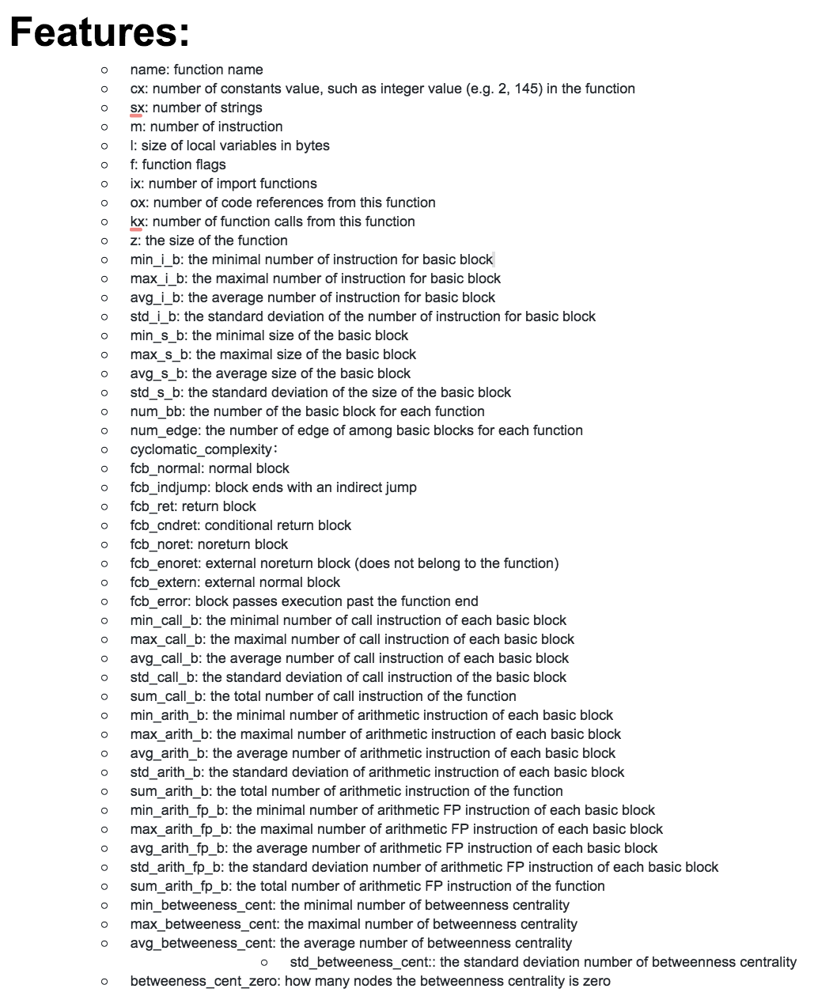 Features:
name: function name
cx: number of constants value, such as integer value (e.g. 2, 145) in the function
sx: number of strings
m: number of instruction
l: size of local variables in bytes
f: function flags
ix: number of import functions
ox: number of code references from this function
kx: number of function calls from this function
z: the size of the function
min_i_b: the minimal number of instruction for basic block
max_i_b: the maximal number of instruction for basic block
avg_i_b: the average number of instruction for basic block
std_i_b: the standard deviation of the number of instruction for basic block
min_s_b: the minimal size of the basic block
max_s_b: the maximal size of the basic block
avg_s_b: the average size of the basic block
std_s_b: the standard deviation of the size of the basic block
num_bb: the number of the basic block for each function
num_edge: the number of edge of among basic blocks for each function
cyclomatic_complexity：
fcb_normal: normal block
fcb_indjump: block ends with an indirect jump
fcb_ret: return block
fcb_cndret: conditional return block
fcb_noret: noreturn block
fcb_enoret: external noreturn block (does not belong to the function)
fcb_extern: external normal block
fcb_error: block passes execution past the function end
min_call_b: the minimal number of call instruction of each basic block
max_call_b: the maximal number of call instruction of each basic block
avg_call_b: the average number of call instruction of each basic block
std_call_b: the standard deviation of call instruction of the basic block
sum_call_b: the total number of call instruction of the function
min_arith_b: the minimal number of arithmetic instruction of each basic block
max_arith_b: the maximal number of arithmetic instruction of each basic block
avg_arith_b: the average number of arithmetic instruction of each basic block
std_arith_b: the standard deviation of arithmetic instruction of each basic block
sum_arith_b: the total number of arithmetic instruction of the function
min_arith_fp_b: the minimal number of arithmetic FP instruction of each basic block
max_arith_fp_b: the maximal number of arithmetic FP instruction of each basic block
avg_arith_fp_b: the average number of arithmetic FP instruction of each basic block
std_arith_fp_b: the standard deviation number of arithmetic FP instruction of each basic block
sum_arith_fp_b: the total number of arithmetic FP instruction of the function
min_betweeness_cent: the minimal number of betweenness centrality
max_betweeness_cent: the maximal number of betweenness centrality
avg_betweeness_cent: the average number of betweenness centrality
std_betweeness_cent:: the standard deviation number of betweenness centrality
betweeness_cent_zero: how many nodes the betweenness centrality is zero